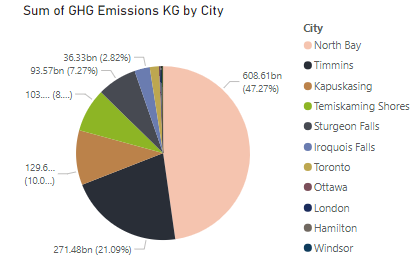 Sum of GHG Emissions KG by City
36.33bn (2.82%)
93.57bn (7.27%)
103.... (8....)
129.6...
(10.0...)
271.48bn (21.09%)
608.61bn
(47.27%)
City
North Bay
Timmins
Kapuskasing
Temiskaming Shores
Sturgeon Falls
Iroquois Falls
Toronto
Ottawa
London
Hamilton
Windsor